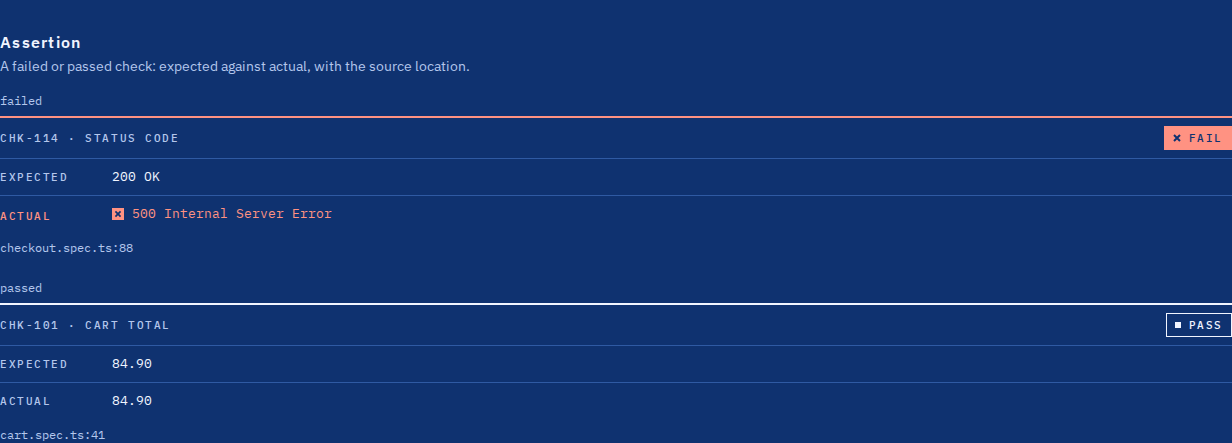 Assertion
A failed or passed check: expected against actual, with the source location.
failed
CHK-114 · STATUS CODE FAIL
EXPECTED 200 OK
ACTUAL 500 Internal Server Error
checkout.spec.ts:88
passed
CHK-101 · CART TOTAL PASS
EXPECTED 84.90
ACTUAL 84.90
cart.spec.ts:41